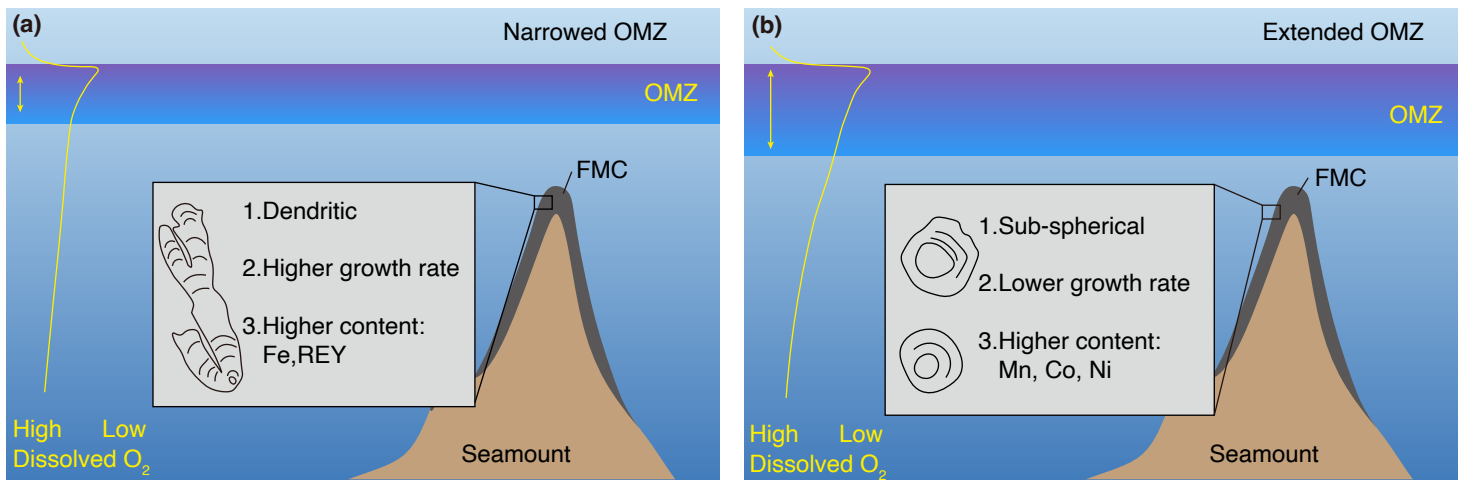 (a)
Narrowed OMZ
OMZ
FMC
1.Dendritic
2.Higher growth rate
3.Higher content:
Fe,REY
High Low
Dissolved O₂
Seamount
(b)
Extended OMZ
OMZ
FMC
1.Sub-spherical
2.Lower growth rate
3.Higher content:
Mn, Co, Ni
High Low
Dissolved O₂
Seamount